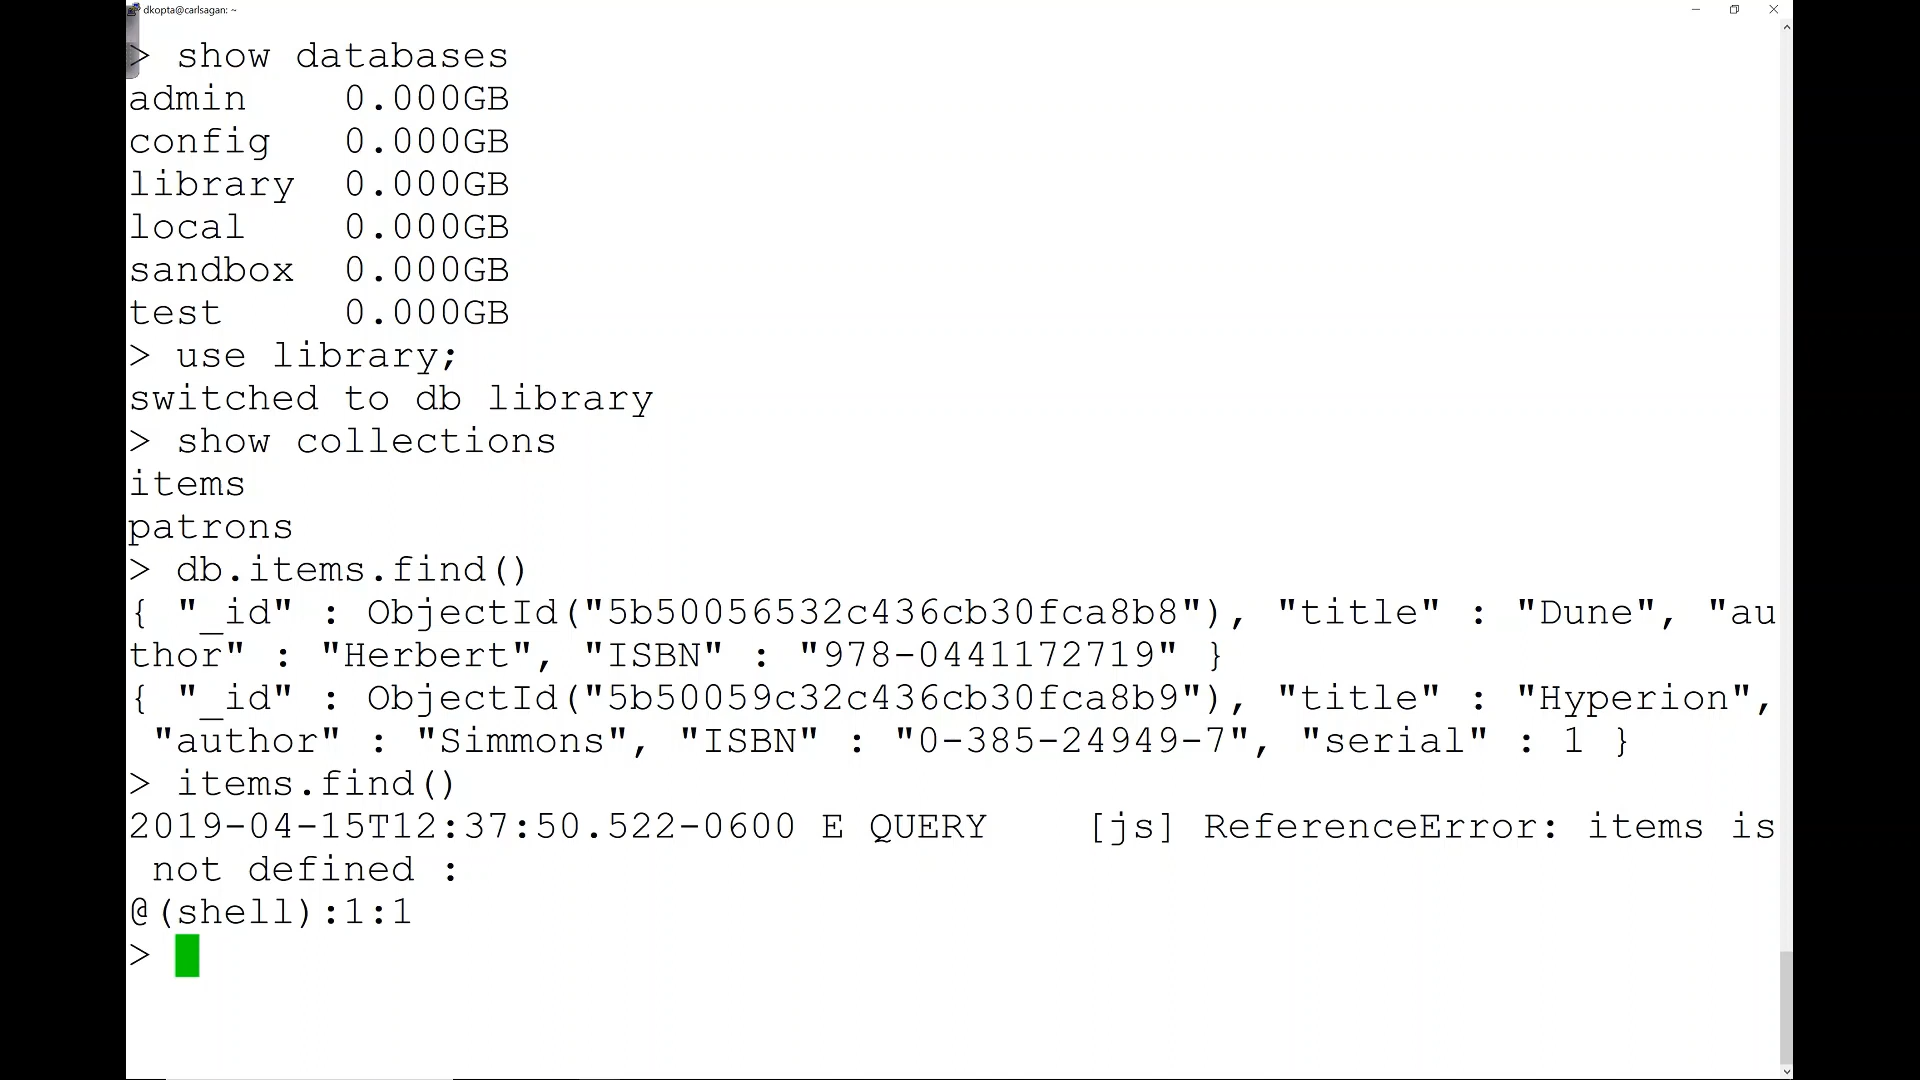 dkopta@carlsagan: ~
> show databases
admin 0.000GB
config 0.000GB
library 0.000GB
local 0.000GB
sandbox 0.000GB
test 0.000GB
> use library;
switched to db library
> show collections
items
patrons
> db.items.find()
{ "_id" : ObjectId("5b50056532c436cb30fca8b8"), "title" : "Dune", "au
thor" : "Herbert", "ISBN" : "978-0441172719" }
{ "_id" : ObjectId("5b50059c32c436cb30fca8b9"), "title" : "Hyperion",
"author" : "Simmons", "ISBN" : "0-385-24949-7", "serial" : 1 }
> items.find()
2019-04-15T12:37:50.522-0600 E QUERY [js] ReferenceError: items is
not defined :
@(shell):1:1
>